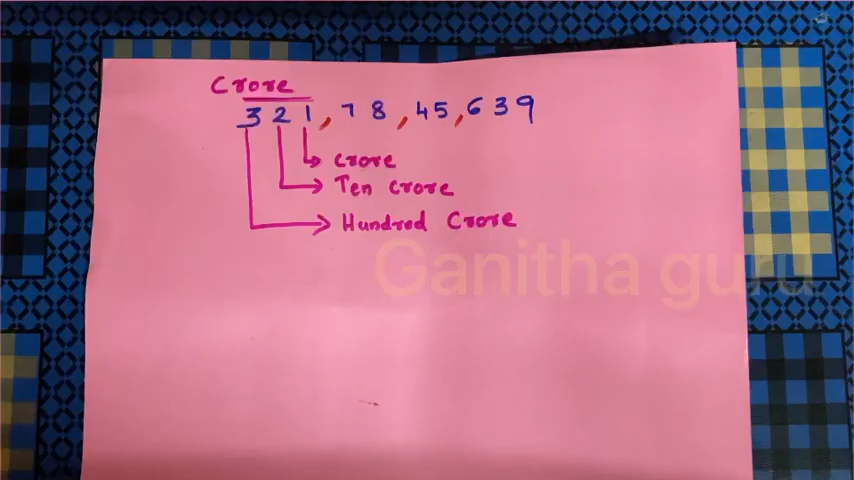 Crore
321,78,45,639
Crore
Ten Crore
Hundred Crore
Ganitha guru